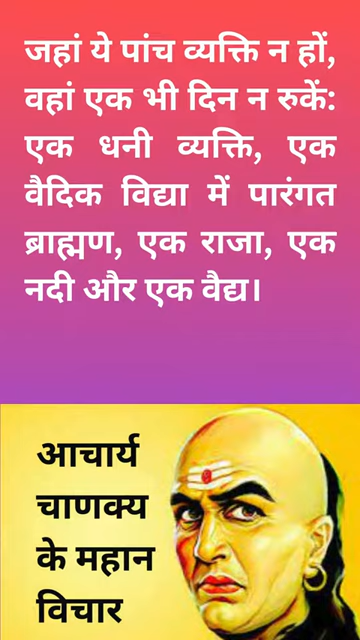 जहां ये पांच व्यक्ति न हों,
वहां एक भी दिन न रुकें:
एक धनी व्यक्ति, एक
वैदिक विद्या में पारंगत
ब्राह्मण, एक राजा, एक
नदी और एक वैद्य।
आचार्य
चाणक्य
के महान
विचार